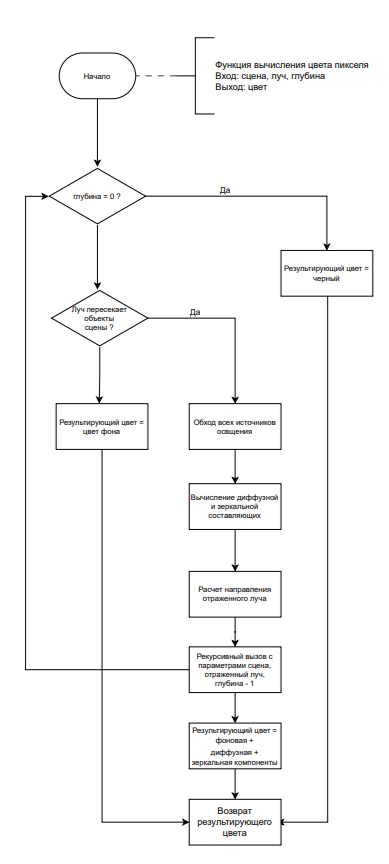 Начало
Функция вычисления цвета пикселя
Вход: сцена, луч, глубина
Выход: цвет
глубина = 0 ?
Да
Результирующий цвет =
черный
Луч пересекает
объекты
сцены ?
Да
Результирующий цвет =
цвет фона
Обход всех источников
освщения
Вычисление диффузной
и зеркальной
составляющих
Расчет направления
отраженного луча
Рекурсивный вызов с
параметрами сцена,
отраженный луч,
глубина - 1
Результирующий цвет =
фоновая +
диффузная +
зеркальная компоненты
Возврат
результирующего
цвета